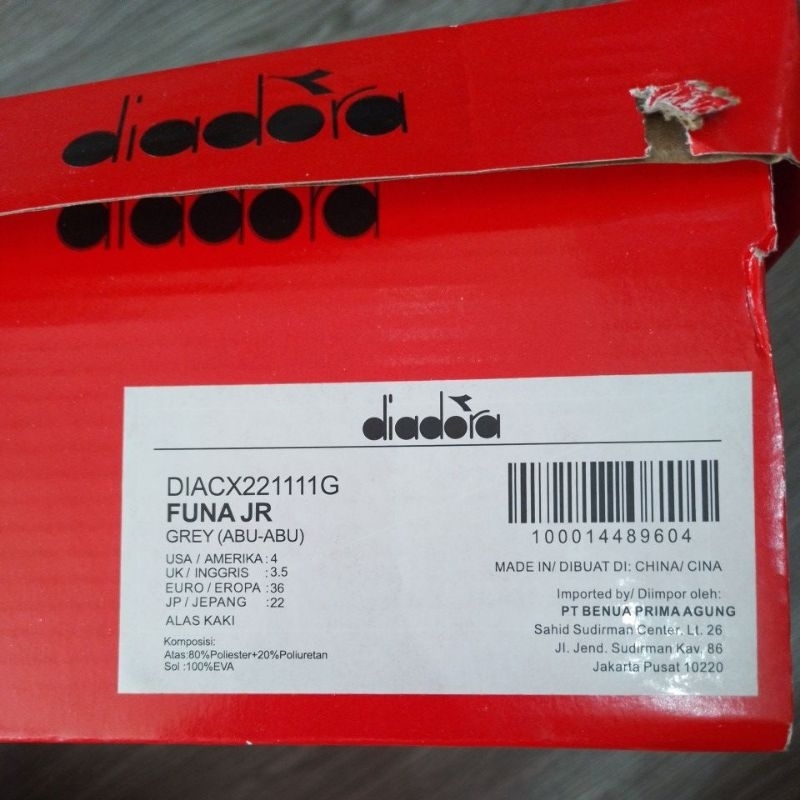 diadora
diadora
diadora
DIACX221111G
FUNA JR
GREY (ABU-ABU)
USA / AMERIKA : 4
UK / INGGRIS : 3.5
EURO / EROPA : 36
JP / JEPANG : 22
ALAS KAKI
Komposisi:
Atas:80%Poliester+20%Poliuretan
Sol :100%EVA
100014489604
MADE IN/ DIBUAT DI: CHINA/ CINA
Imported by/ Diimpor oleh:
PT BENUA PRIMA AGUNG
Sahid Sudirman Center, Lt. 26
Jl. Jend. Sudirman Kav. 86
Jakarta Pusat 10220